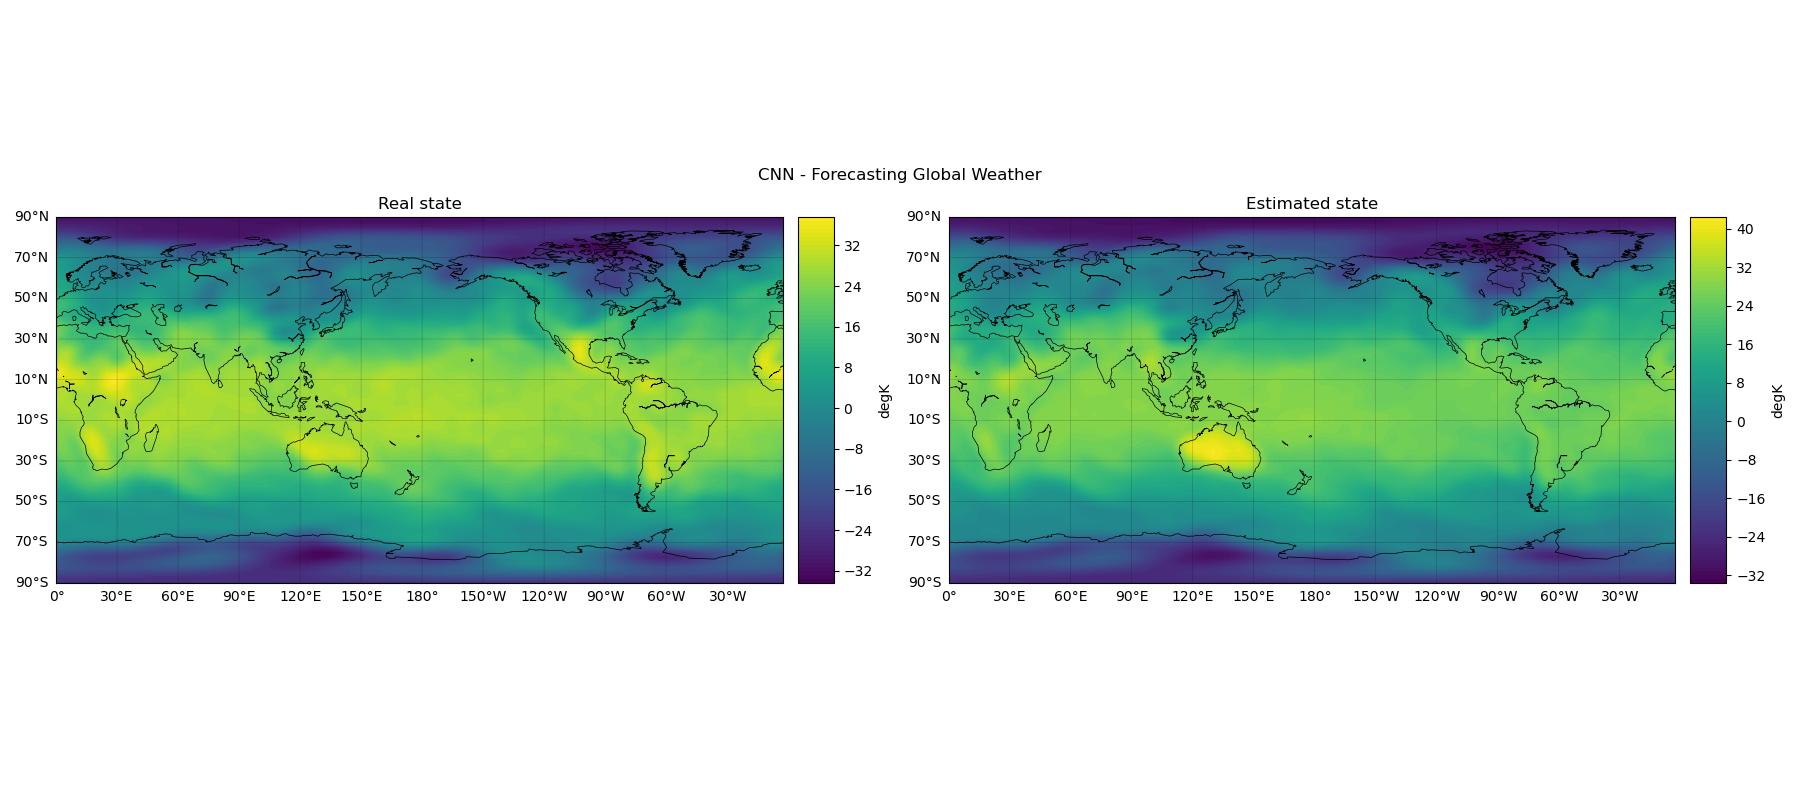 CNN - Forecasting Global Weather
Real state
90°N
70°N
50°N
30°N
10°N
10°S
30°S
50°S
70°S
90°S
0°
30°E
60°E
90°E
120°E
150°E
180°
150°W
120°W
90°W
60°W
30°W
32
24
16
8
0
−8
−16
−24
−32
degK
Estimated state
90°N
70°N
50°N
30°N
10°N
10°S
30°S
50°S
70°S
90°S
0°
30°E
60°E
90°E
120°E
150°E
180°
150°W
120°W
90°W
60°W
30°W
40
32
24
16
8
0
−8
−16
−24
−32
degK